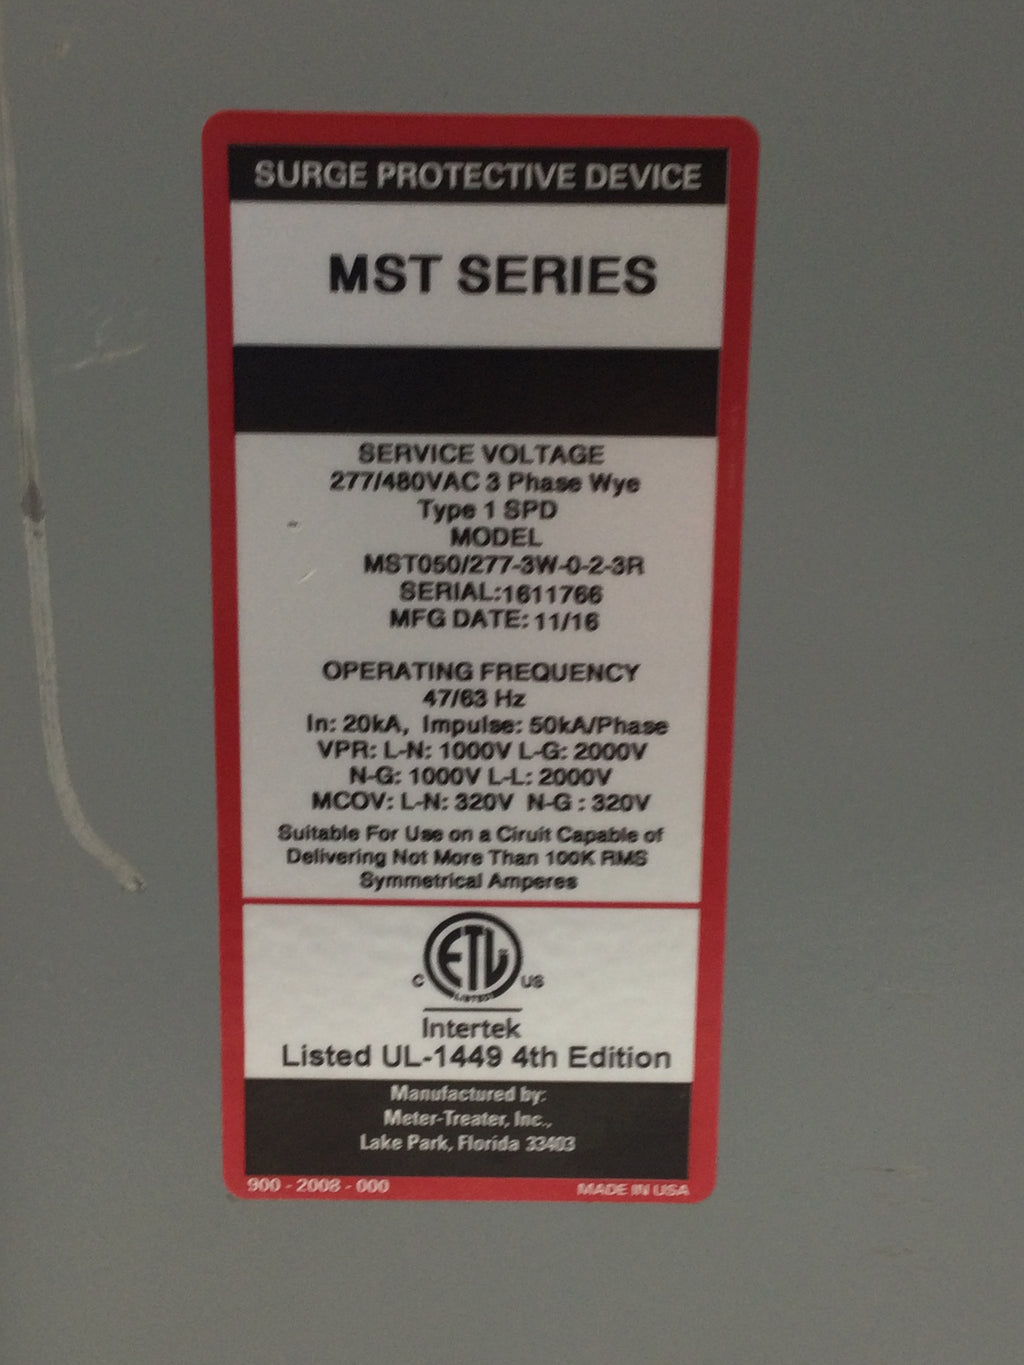 SURGE PROTECTIVE DEVICE
MST SERIES
SERVICE VOLTAGE
277/480VAC 3 Phase Wye
Type 1 SPD
MODEL
MST050/277-3W-0-2-3R
SERIAL:1611766
MFG DATE: 11/16
OPERATING FREQUENCY
47/63 Hz
In: 20kA, Impulse: 50kA/Phase
VPR: L-N: 1000V L-G: 2000V
N-G: 1000V L-L: 2000V
MCOV: L-N: 320V N-G : 320V
Suitable For Use on a Ciruit Capable of
Delivering Not More Than 100K RMS
Symmetrical Amperes
ETL
LISTED
C US
Intertek
Listed UL-1449 4th Edition
Manufactured by:
Meter-Treater, Inc.,
Lake Park, Florida 33403
900 - 2008 - 000 MADE IN USA